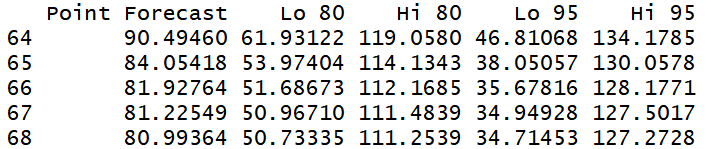 Point Forecast Lo 80 Hi 80 Lo 95 Hi 95
64 90.49460 61.93122 119.0580 46.81068 134.1785
65 84.05418 53.97404 114.1343 38.05057 130.0578
66 81.92764 51.68673 112.1685 35.67816 128.1771
67 81.22549 50.96710 111.4839 34.94928 127.5017
68 80.99364 50.73335 111.2539 34.71453 127.2728